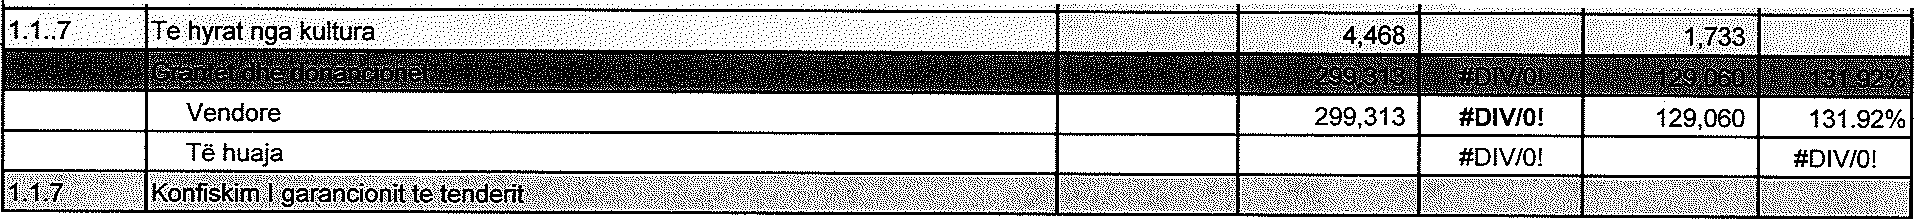 1.1..7 Te hyrat nga kultura 4,468 1,733
Grantet dhe donancionet 299,313 #DIV/0! 129,060 131.92%
Vendore 299,313 #DIV/0! 129,060 131.92%
Të huaja #DIV/0! #DIV/0!
1.1.7 Konfiskim I garancionit te tenderit